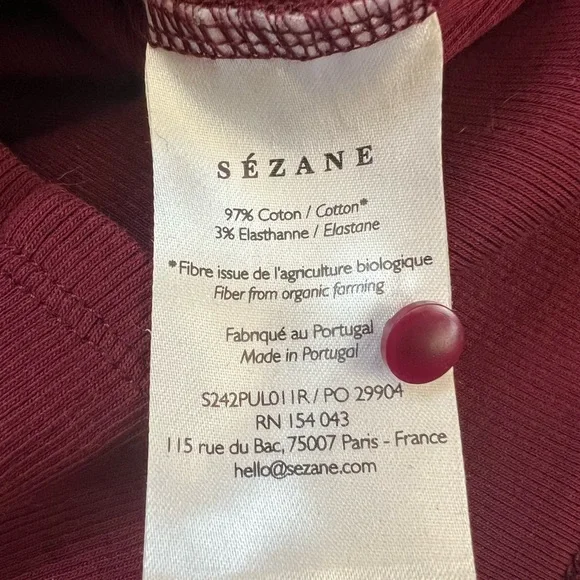 SÉZANE
97% Coton / Cotton*
3% Elasthanne / Elastane
*Fibre issue de l'agriculture biologique
Fiber from organic farming
Fabriqué au Portugal
Made in Portugal
S242PUL011R / PO 29904
RN 154 043
115 rue du Bac, 75007 Paris - France
hello@sezane.com